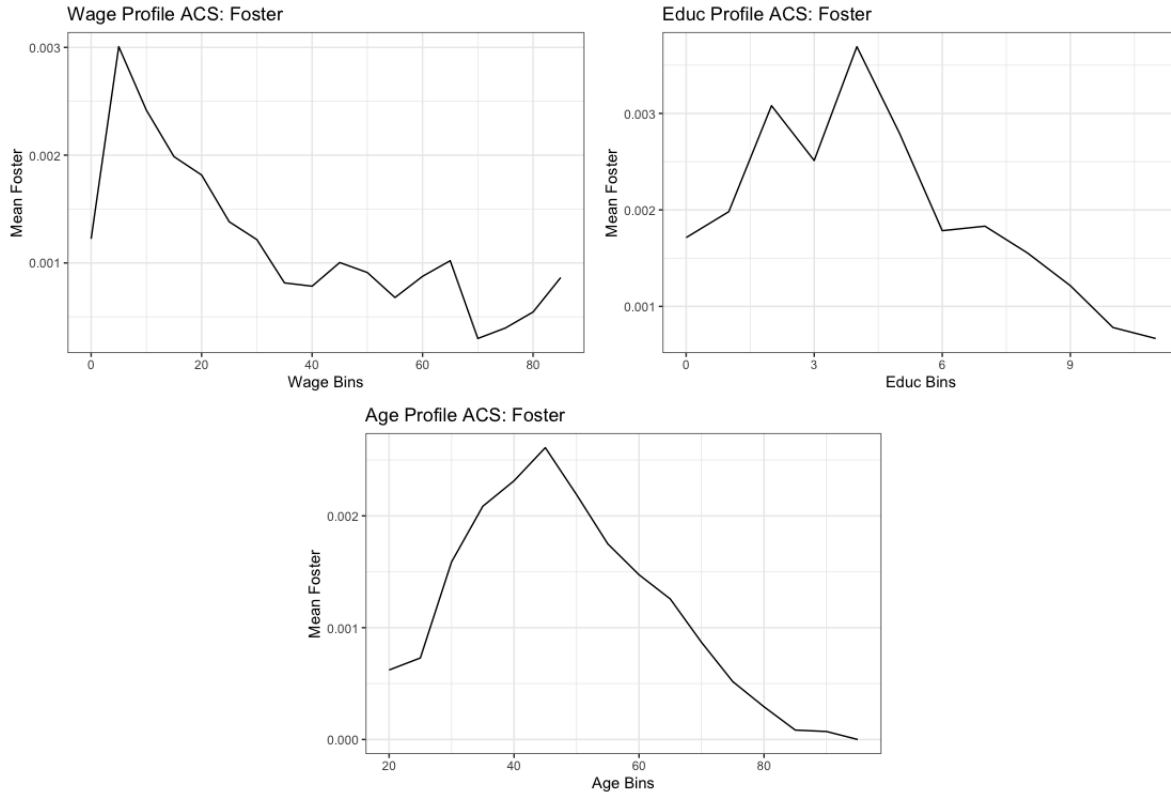 Wage Profile ACS: Foster
0.003
0.002
0.001
Mean Foster
0 20 40 60 80
Wage Bins
Educ Profile ACS: Foster
0.003
0.002
0.001
Mean Foster
0 3 6 9
Educ Bins
Age Profile ACS: Foster
0.002
0.001
0.000
Mean Foster
20 40 60 80
Age Bins